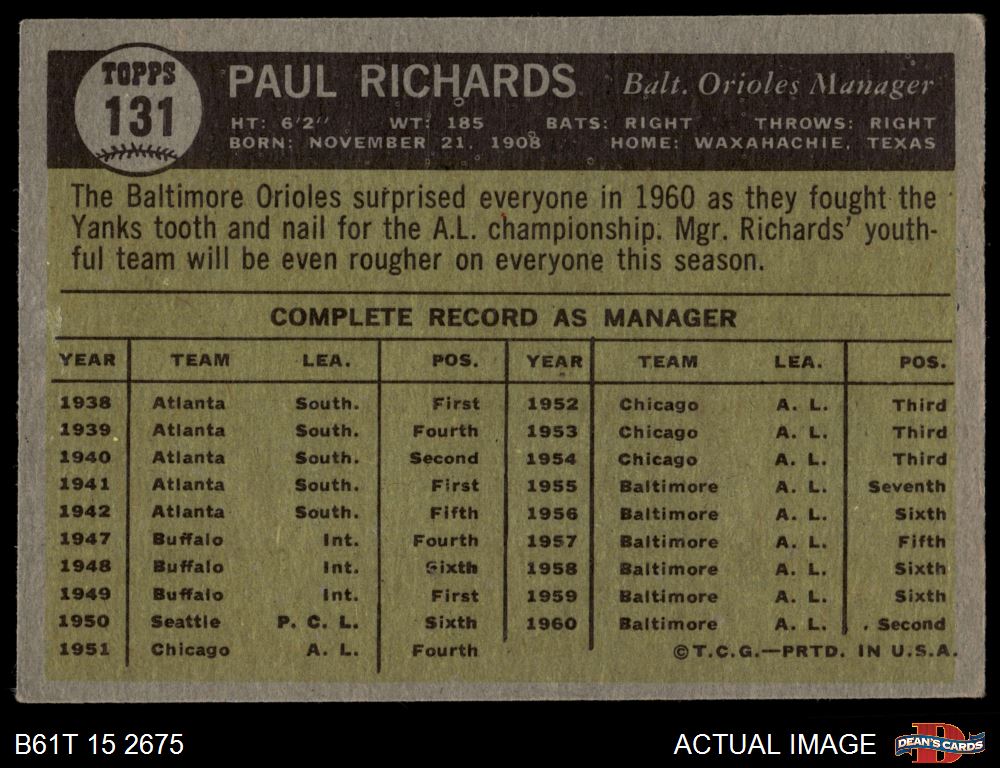 TOPPS
131
PAUL RICHARDS Balt. Orioles Manager
HT: 6'2" WT: 185 BATS: RIGHT THROWS: RIGHT
BORN: NOVEMBER 21, 1908 HOME: WAXAHACHIE, TEXAS
The Baltimore Orioles surprised everyone in 1960 as they fought the
Yanks tooth and nail for the A.L. championship. Mgr. Richards' youth-
ful team will be even rougher on everyone this season.
COMPLETE RECORD AS MANAGER
YEAR TEAM LEA. POS. YEAR TEAM LEA. POS.
1938 Atlanta South. First 1952 Chicago A. L. Third
1939 Atlanta South. Fourth 1953 Chicago A. L. Third
1940 Atlanta South. Second 1954 Chicago A. L. Third
1941 Atlanta South. First 1955 Baltimore A. L. Seventh
1942 Atlanta South. Fifth 1956 Baltimore A. L. Sixth
1947 Buffalo Int. Fourth 1957 Baltimore A. L. Fifth
1948 Buffalo Int. Sixth 1958 Baltimore A. L. Sixth
1949 Buffalo Int. First 1959 Baltimore A. L. Sixth
1950 Seattle P. C. L. Sixth 1960 Baltimore A. L. Second
1951 Chicago A. L. Fourth ©T.C.G.—PRTD. IN U.S.A.
B61T 15 2675 ACTUAL IMAGE DEAN'S CARDS